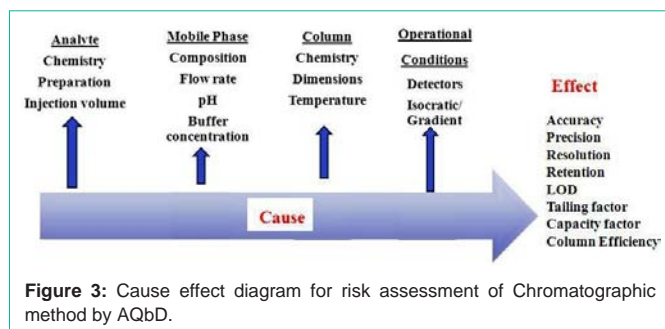 Analyte
Chemistry
Preparation
Injection volume
Mobile Phase
Composition
Flow rate
pH
Buffer
concentration
Column
Chemistry
Dimensions
Temperature
Operational
Conditions
Detectors
Isocratic/
Gradient
Effect
Accuracy
Precision
Resolution
Retention
LOD
Tailing factor
Capacity factor
Column Efficiency
Cause
Figure 3: Cause effect diagram for risk assessment of Chromatographic
method by AQbD.